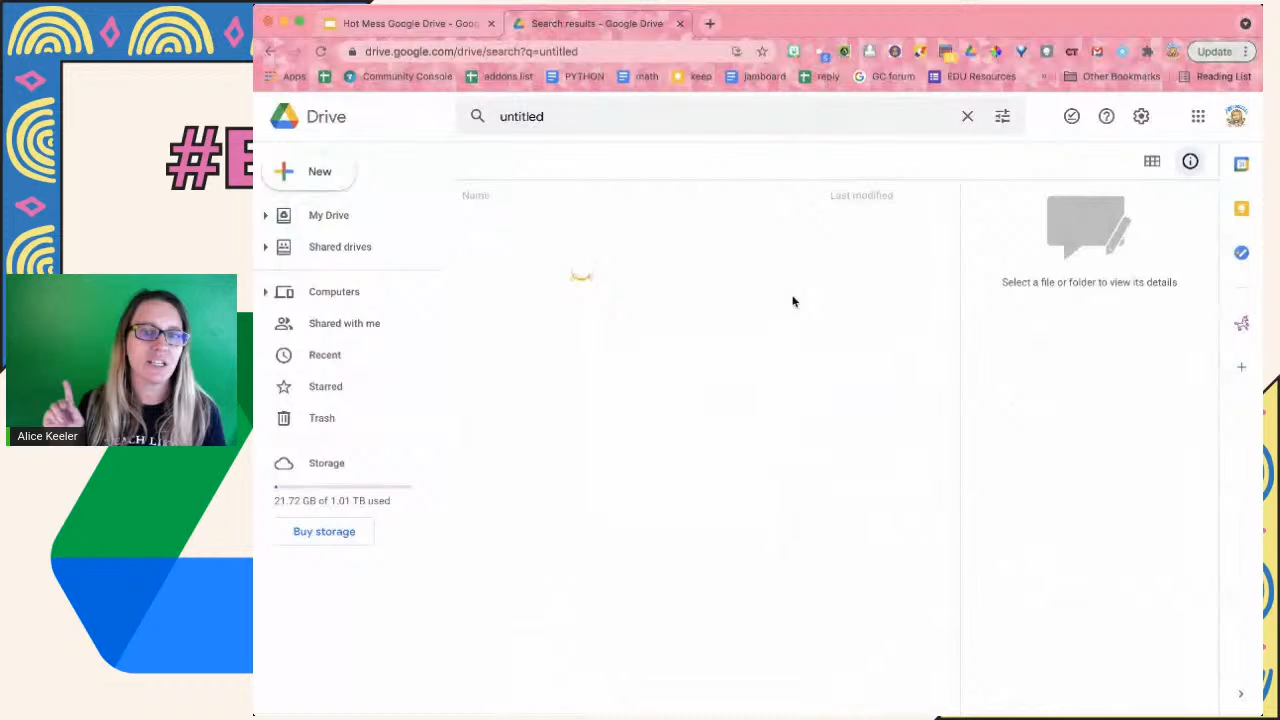 Hot Mess Google Drive - Goo
Search results - Google Drive
drive.google.com/drive/search?q=untitled
Update
Apps
Community Console
addons list
PYTHON
math
keep
jamboard
reply
GC forum
EDU Resources
»
Other Bookmarks
Reading List
Drive
untitled
New
Name
Last modified
My Drive
Shared drives
Select a file or folder to view its details
Computers
Shared with me
Recent
Starred
Trash
Storage
21.72 GB of 1.01 TB used
Buy storage
Alice Keeler